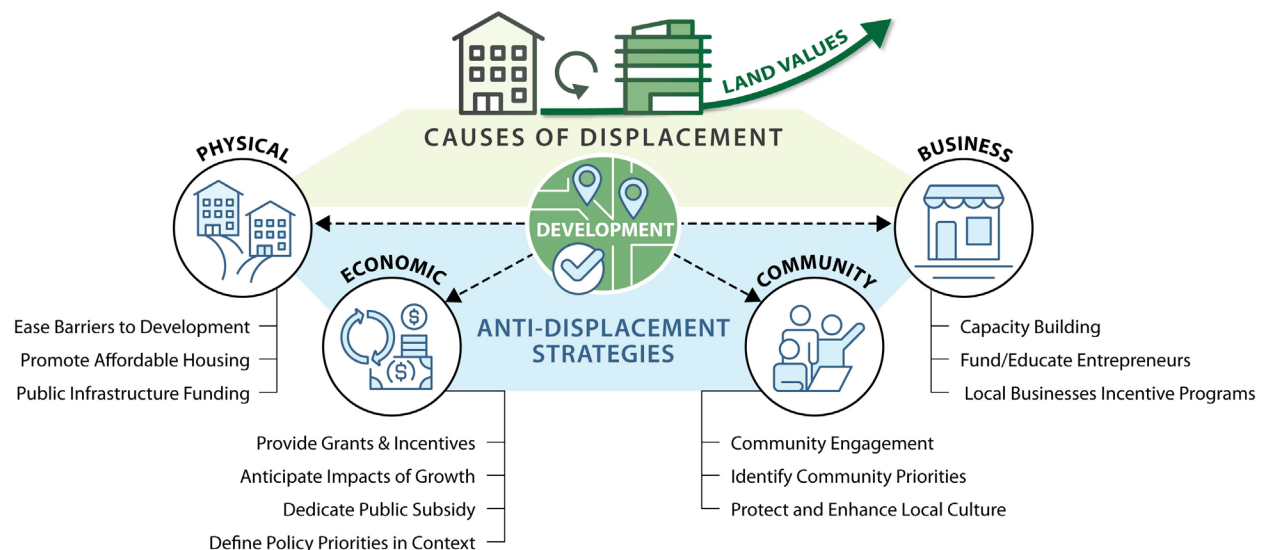 LAND VALUES
CAUSES OF DISPLACEMENT
PHYSICAL
BUSINESS
DEVELOPMENT
ECONOMIC
COMMUNITY
$
($)
ANTI-DISPLACEMENT
STRATEGIES
Ease Barriers to Development
Promote Affordable Housing
Public Infrastructure Funding
Capacity Building
Fund/Educate Entrepreneurs
Local Businesses Incentive Programs
Provide Grants & Incentives
Anticipate Impacts of Growth
Dedicate Public Subsidy
Define Policy Priorities in Context
Community Engagement
Identify Community Priorities
Protect and Enhance Local Culture